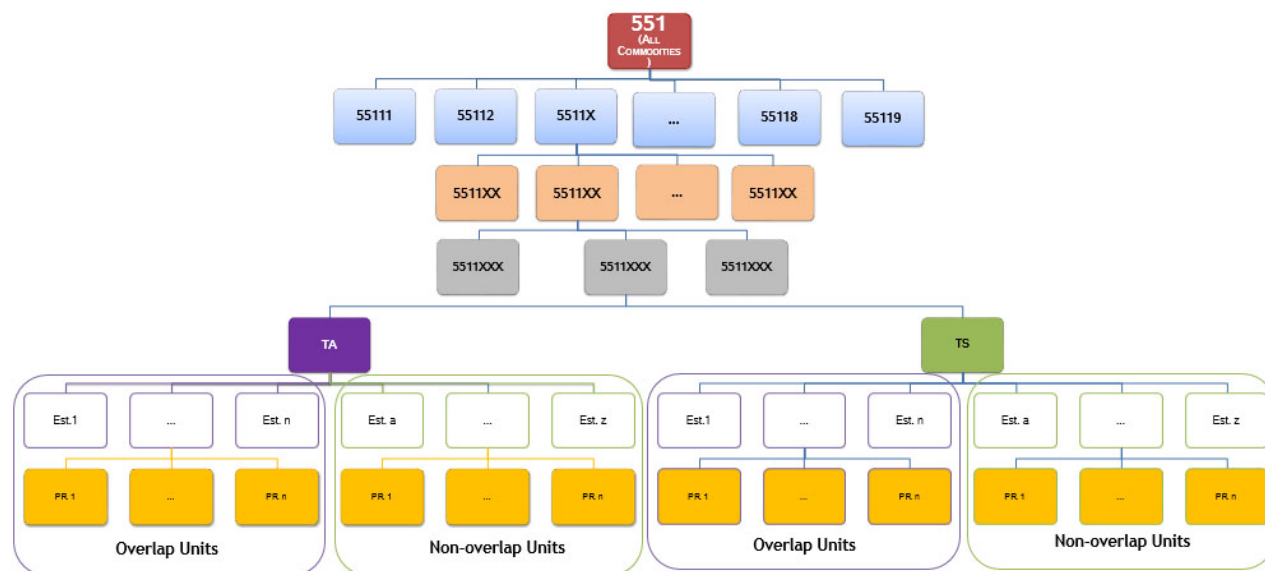 551
(ALL
COMMODITIES
)
55111 55112 5511X ... 55118 55119
5511XX 5511XX ... 5511XX
5511XXX 5511XXX 5511XXX
TA TS
Est.1 ... Est. n Est. a ... Est. z Est.1 ... Est. n Est. a ... Est. z
PR 1 ... PR n PR 1 ... PR n PR 1 ... PR n PR 1 ... PR n
Overlap Units Non-overlap Units Overlap Units Non-overlap Units